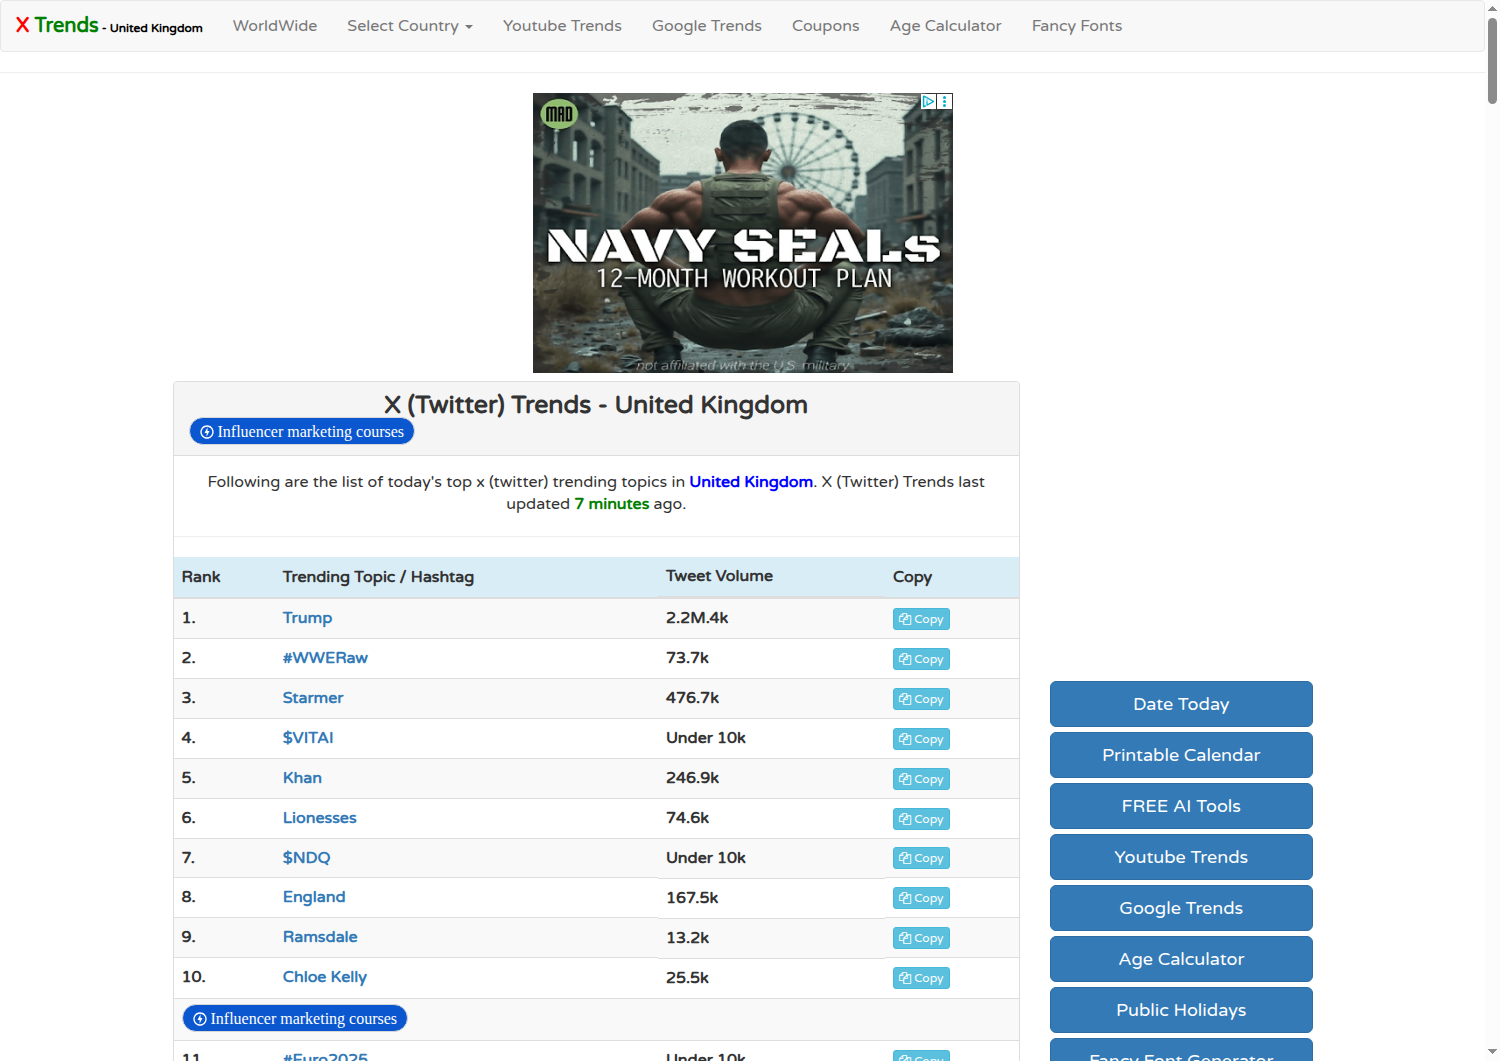 X Trends - United Kingdom WorldWide Select Country Youtube Trends Google Trends Coupons Age Calculator Fancy Fonts
MAD
NAVY SEALs
12-MONTH WORKOUT PLAN
not affiliated with the U.S. military
X (Twitter) Trends - United Kingdom
Influencer marketing courses
Following are the list of today's top x (twitter) trending topics in United Kingdom. X (Twitter) Trends last
updated 7 minutes ago.
Rank Trending Topic / Hashtag Tweet Volume Copy
1. Trump 2.2M.4k Copy
2. #WWERaw 73.7k Copy
3. Starmer 476.7k Copy
4. $VITAI Under 10k Copy
5. Khan 246.9k Copy
6. Lionesses 74.6k Copy
7. $NDQ Under 10k Copy
8. England 167.5k Copy
9. Ramsdale 13.2k Copy
10. Chloe Kelly 25.5k Copy
Influencer marketing courses
11. #Euro2025 Under 10k Copy
Date Today
Printable Calendar
FREE AI Tools
Youtube Trends
Google Trends
Age Calculator
Public Holidays
Fancy Font Generator